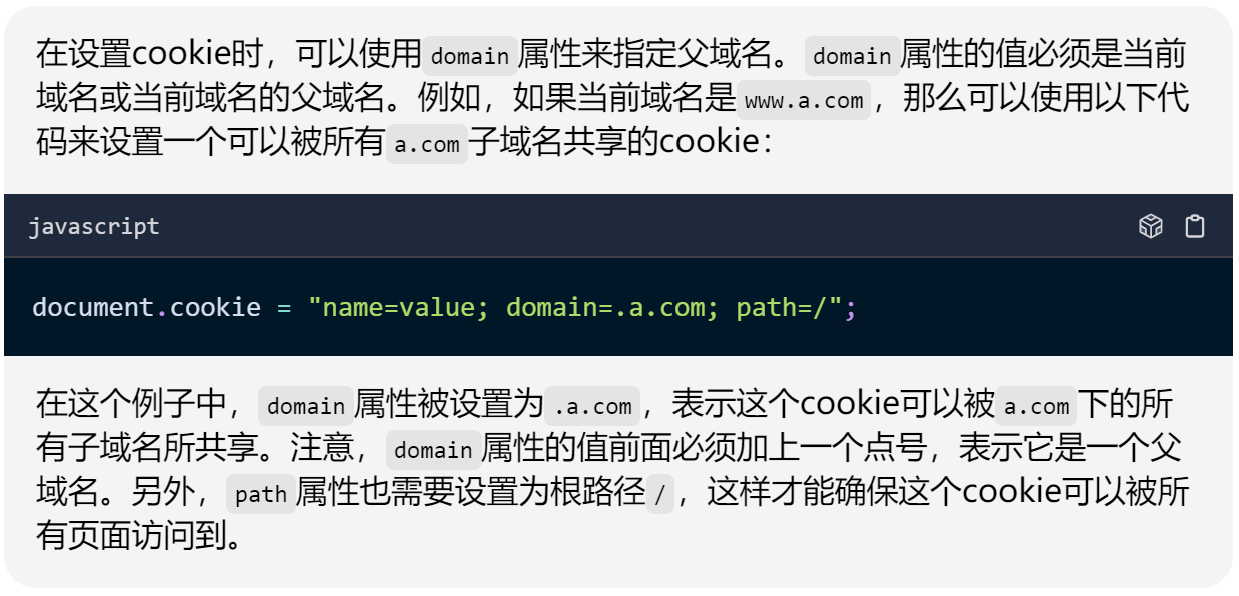 在设置cookie时，可以使用domain属性来指定父域名。domain属性的值必须是当前
域名或当前域名的父域名。例如，如果当前域名是www.a.com，那么可以使用以下代
码来设置一个可以被所有a.com子域名共享的cookie：
javascript
document.cookie = "name=value; domain=.a.com; path=/";
在这个例子中，domain属性被设置为.a.com，表示这个cookie可以被a.com下的所
有子域名所共享。注意，domain属性的值前面必须加上一个点号，表示它是一个父
域名。另外，path属性也需要设置为根路径/，这样才能确保这个cookie可以被所
有页面访问到。